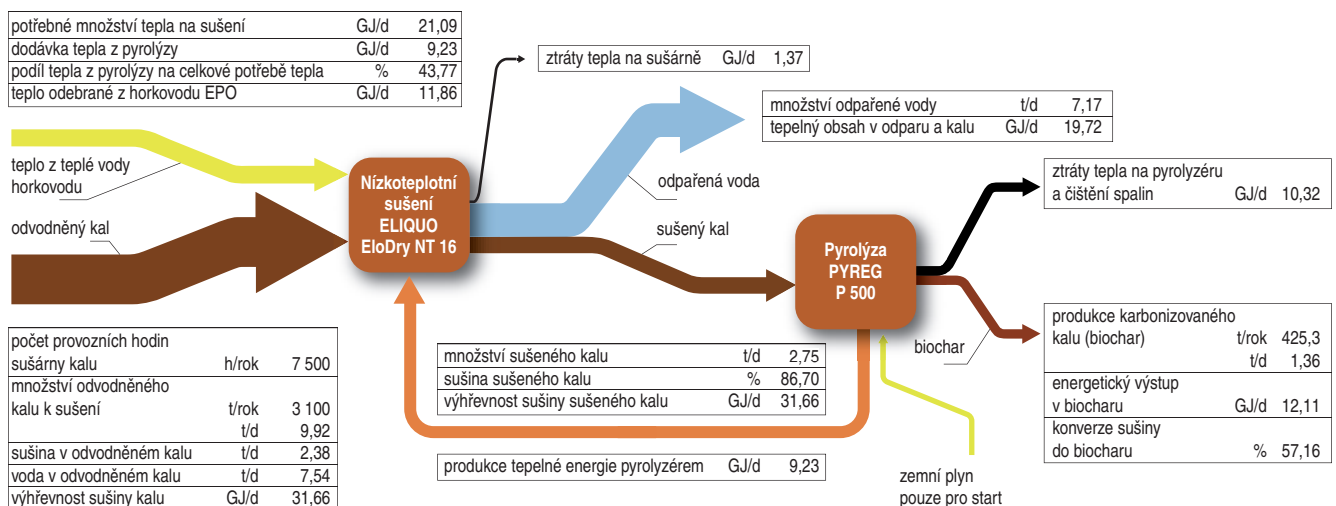 potřebné množství tepla na sušení GJ/d 21,09
dodávka tepla z pyrolýzy GJ/d 9,23
podíl tepla z pyrolýzy na celkové potřebě tepla % 43,77
teplo odebrané z horkovodu EPO GJ/d 11,86
ztráty tepla na sušárně GJ/d 1,37
množství odpařené vody t/d 7,17
tepelný obsah v odparu a kalu GJ/d 19,72
teplo z teplé vody
horkovodu
odvodněný kal
Nízkoteplotní
sušení
ELIQUO
EloDry NT 16
odpařená voda
sušený kal
Pyrolýza
PYREG
P 500
ztráty tepla na pyrolyzéru
a čištění spalin GJ/d 10,32
biochar
produkce karbonizovaného
kalu (biochar) t/rok 425,3
t/d 1,36
energetický výstup
v biocharu GJ/d 12,11
konverze sušiny
do biocharu % 57,16
počet provozních hodin
sušárny kalu h/rok 7 500
množství odvodněného
kalu k sušení t/rok 3 100
t/d 9,92
sušina v odvodněném kalu t/d 2,38
voda v odvodněném kalu t/d 7,54
výhřevnost sušiny kalu GJ/d 31,66
množství sušeného kalu t/d 2,75
sušina sušeného kalu % 86,70
výhřevnost sušiny sušeného kalu GJ/d 31,66
produkce tepelné energie pyrolyzérem GJ/d 9,23
zemní plyn
pouze pro start